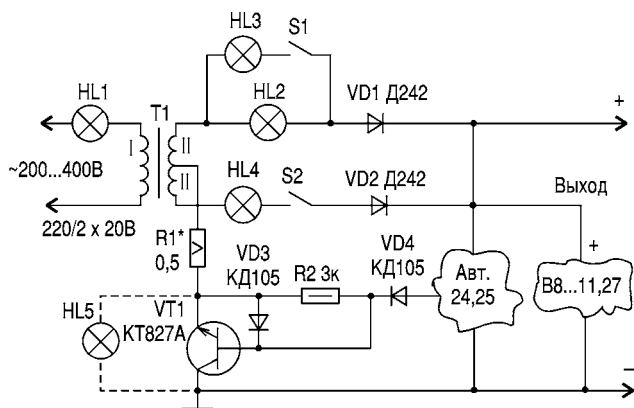 HL3
S1
HL1
T1
HL2
VD1 Д242
+
I
II
II
~200...400В
HL4
S2
VD2 Д242
220/2 x 20В
Выход
R1*
0,5
VD3
КД105
R2 3к
VD4
КД105
Авт.
24,25
+
В8...11,27
HL5
VT1
КТ827А
–